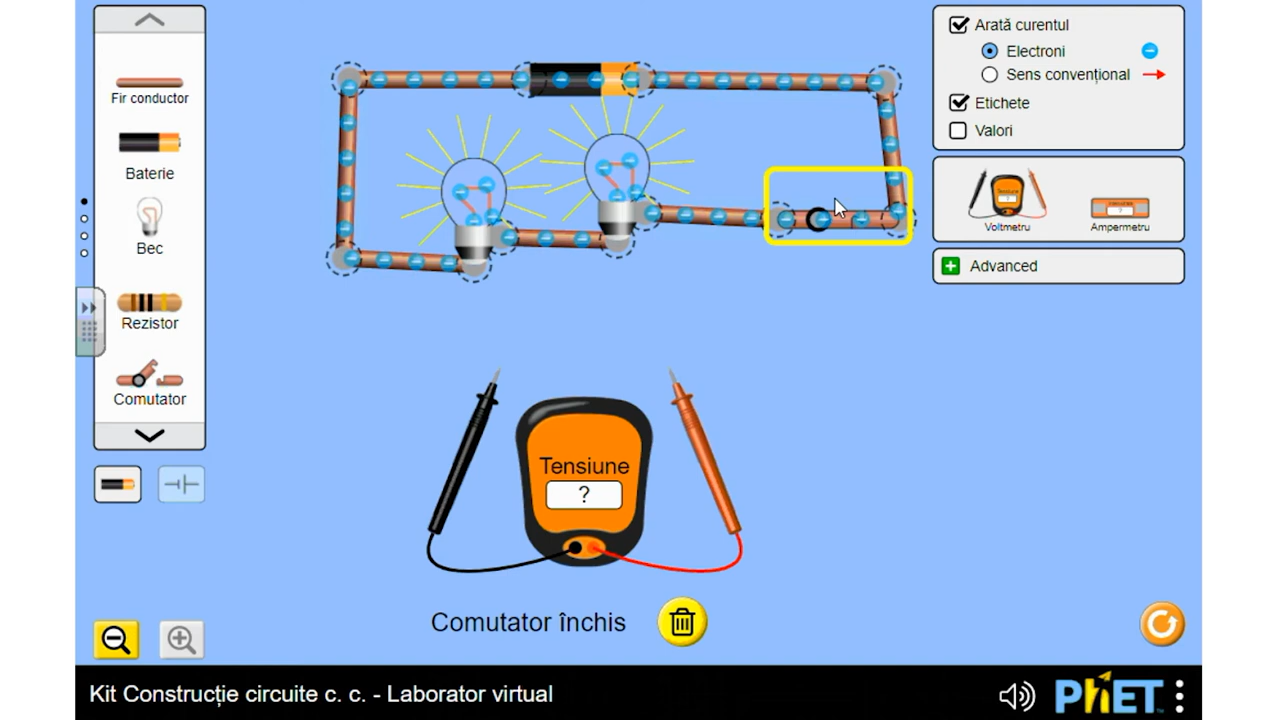 Fir conductor
Baterie
Bec
Rezistor
Comutator
Arată curentul
Electroni
Sens convențional
Etichete
Valori
Tensiune
?
Voltmetru
Ampermetru
Advanced
Tensiune
?
Comutator închis
Kit Construcție circuite c. c. - Laborator virtual
PhET